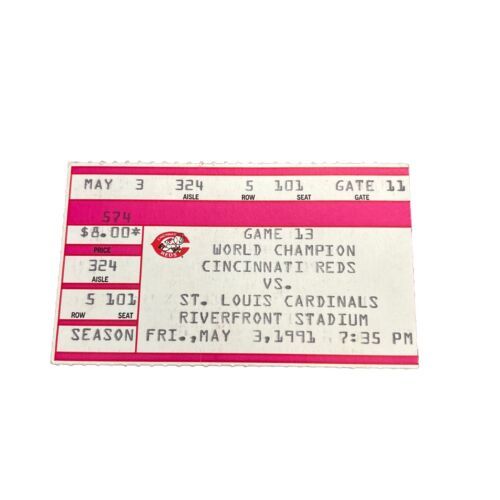 MAY 3 324 5 101 GATE 11
AISLE ROW SEAT GATE
574
$8.00*
PRICE
324
AISLE
5 101
ROW SEAT
SEASON
REDS
GAME 13
WORLD CHAMPION
CINCINNATI REDS
VS.
ST. LOUIS CARDINALS
RIVERFRONT STADIUM
FRI.,MAY 3,1991 7:35 PM